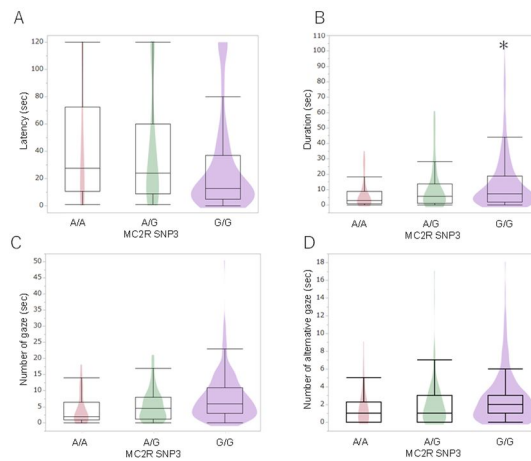 A
Latency (sec)
120
100
80
60
40
20
0
A/A A/G G/G
MC2R SNP3
B
*
Duration (sec)
110
100
90
80
70
60
50
40
30
20
10
0
A/A A/G G/G
MC2R SNP3
C
Number of gaze (sec)
50
45
40
35
30
25
20
15
10
5
0
A/A A/G G/G
MC2R SNP3
D
Number of alternative gaze (sec)
18
16
14
12
10
8
6
4
2
0
A/A A/G G/G
MC2R SNP3